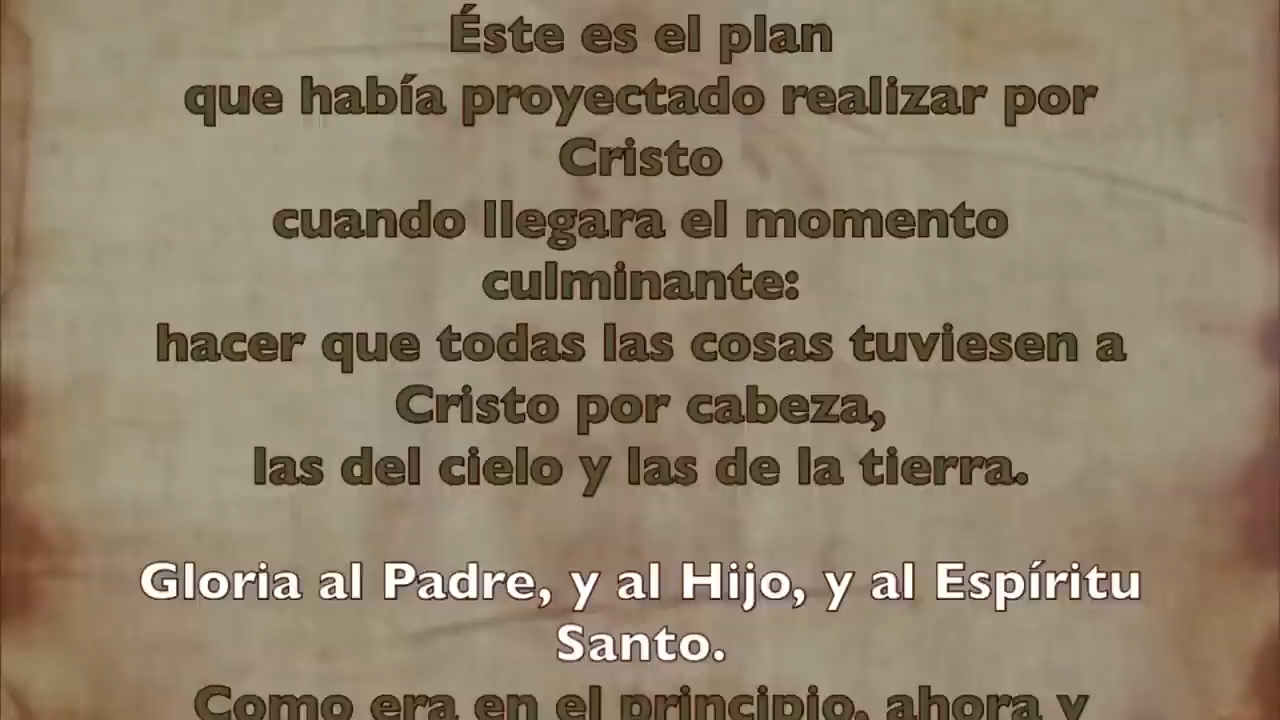 Éste es el plan
que había proyectado realizar por
Cristo
cuando llegara el momento
culminante:
hacer que todas las cosas tuviesen a
Cristo por cabeza,
las del cielo y las de la tierra.
Gloria al Padre, y al Hijo, y al Espíritu
Santo.
Como era en el principio, ahora y